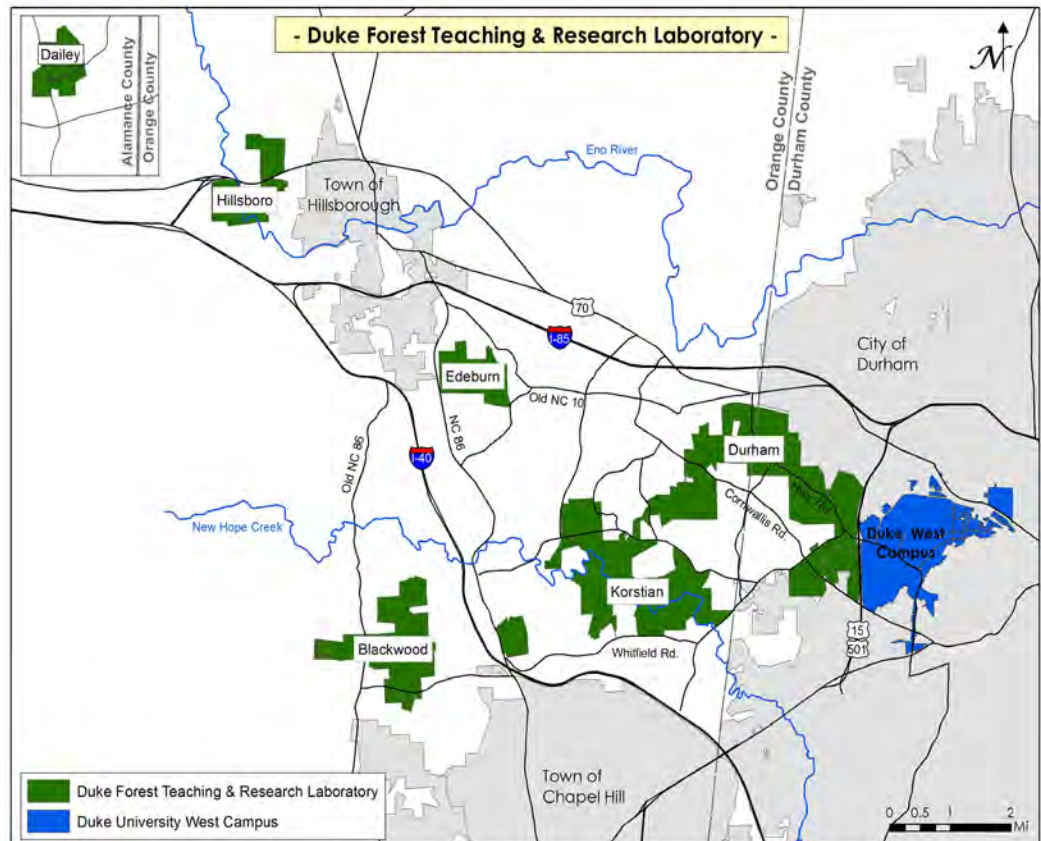 - Duke Forest Teaching & Research Laboratory -
N
Dailey
Alamance County
Orange County
Orange County
Durham County
Eno River
Hillsboro
Town of
Hillsborough
70
I-85
City of
Durham
Edeburn
Old NC 10
NC 86
Old NC 86
I-40
Durham
Hwy 751
Cornwallis Rd.
New Hope Creek
Duke West
Campus
Korstian
Blackwood
Whitfield Rd.
15
501
Town of
Chapel Hill
Duke Forest Teaching & Research Laboratory
Duke University West Campus
0 0.5 1 2
Mi